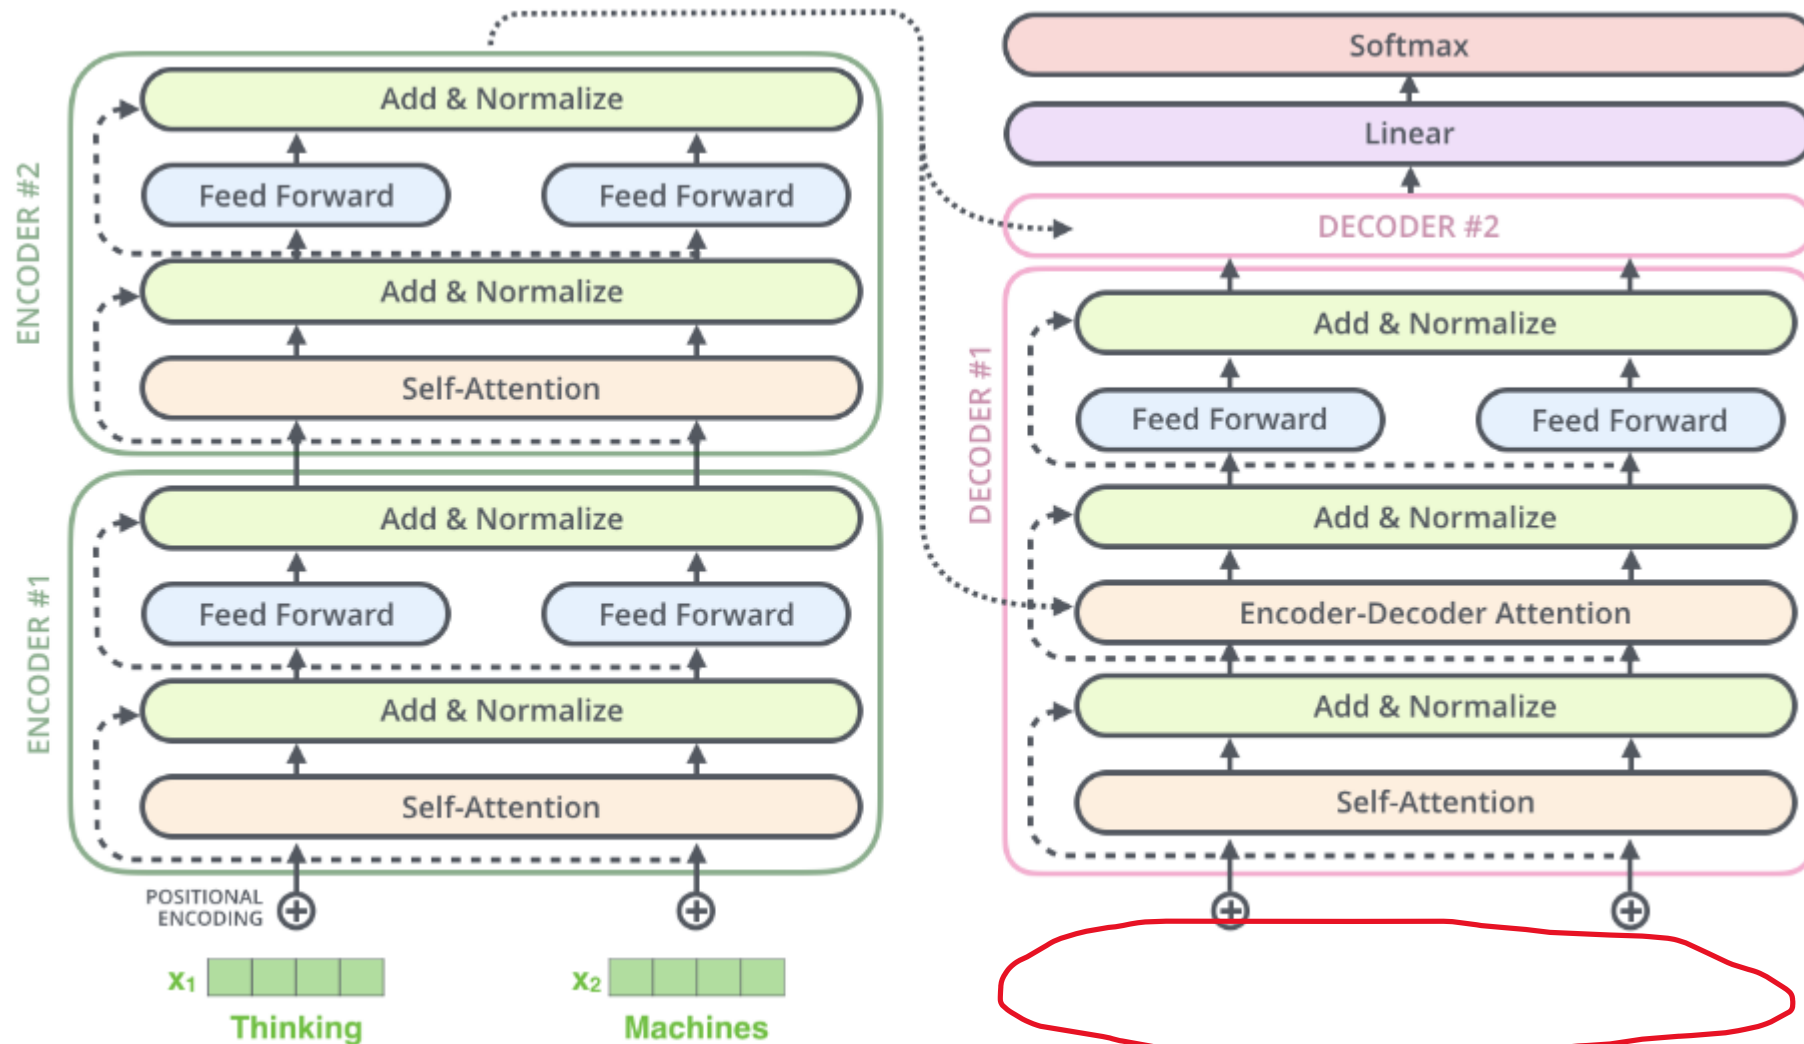 ENCODER #2
Add & Normalize
Feed Forward Feed Forward
Add & Normalize
Self-Attention
ENCODER #1
Add & Normalize
Feed Forward Feed Forward
Add & Normalize
Self-Attention
POSITIONAL
ENCODING
x₁ x₂
Thinking Machines
Softmax
Linear
DECODER #2
DECODER #1
Add & Normalize
Feed Forward Feed Forward
Add & Normalize
Encoder-Decoder Attention
Add & Normalize
Self-Attention